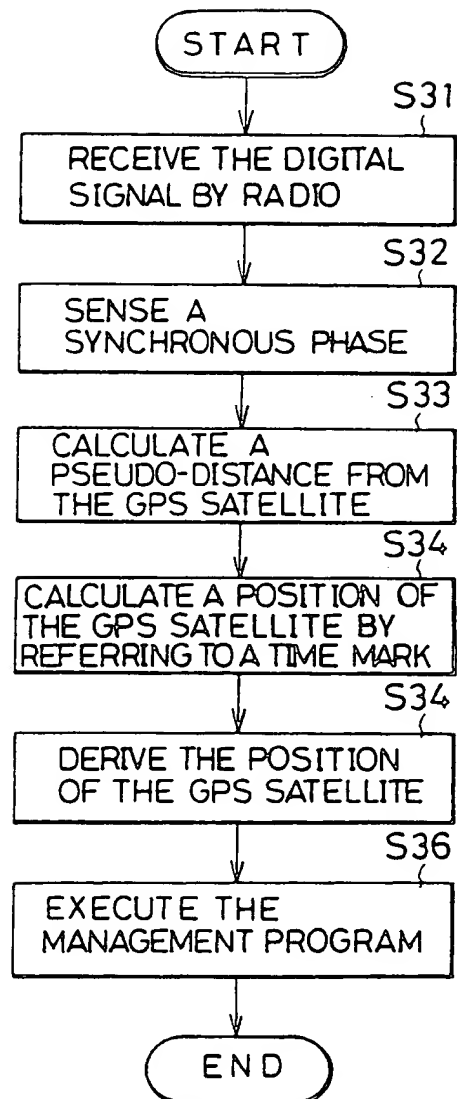 START
S31
RECEIVE THE DIGITAL
SIGNAL BY RADIO
S32
SENSE A
SYNCHRONOUS PHASE
S33
CALCULATE A
PSEUDO-DISTANCE FROM
THE GPS SATELLITE
S34
CALCULATE A POSITION OF
THE GPS SATELLITE BY
REFERRING TO A TIME MARK
S34
DERIVE THE POSITION
OF THE GPS SATELLITE
S36
EXECUTE THE
MANAGEMENT PROGRAM
END